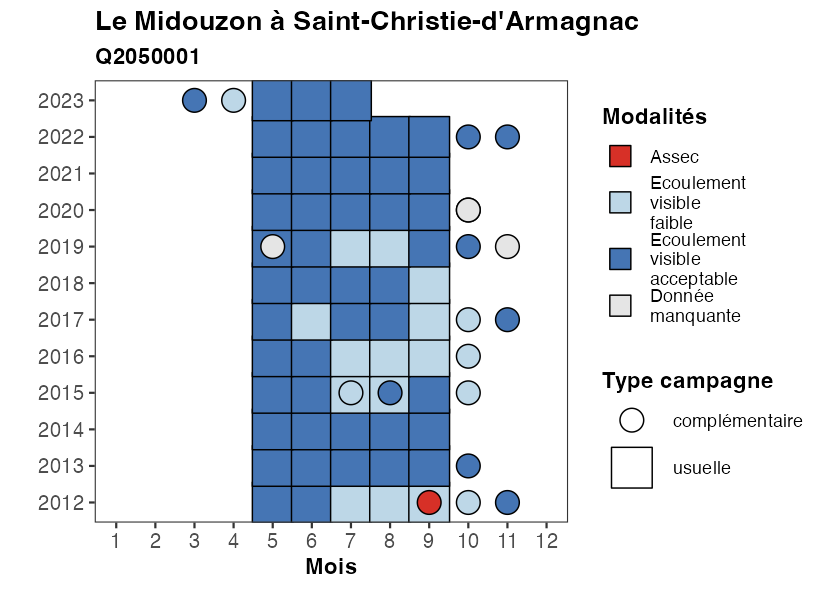 Le Midouzon à Saint-Christie-d'Armagnac
Q2050001
2023
2022
2021
2020
2019
2018
2017
2016
2015
2014
2013
2012
1 2 3 4 5 6 7 8 9 10 11 12
Mois
Modalités
Assec
Ecoulement
visible
faible
Ecoulement
visible
acceptable
Donnée
manquante
Type campagne
complémentaire
usuelle